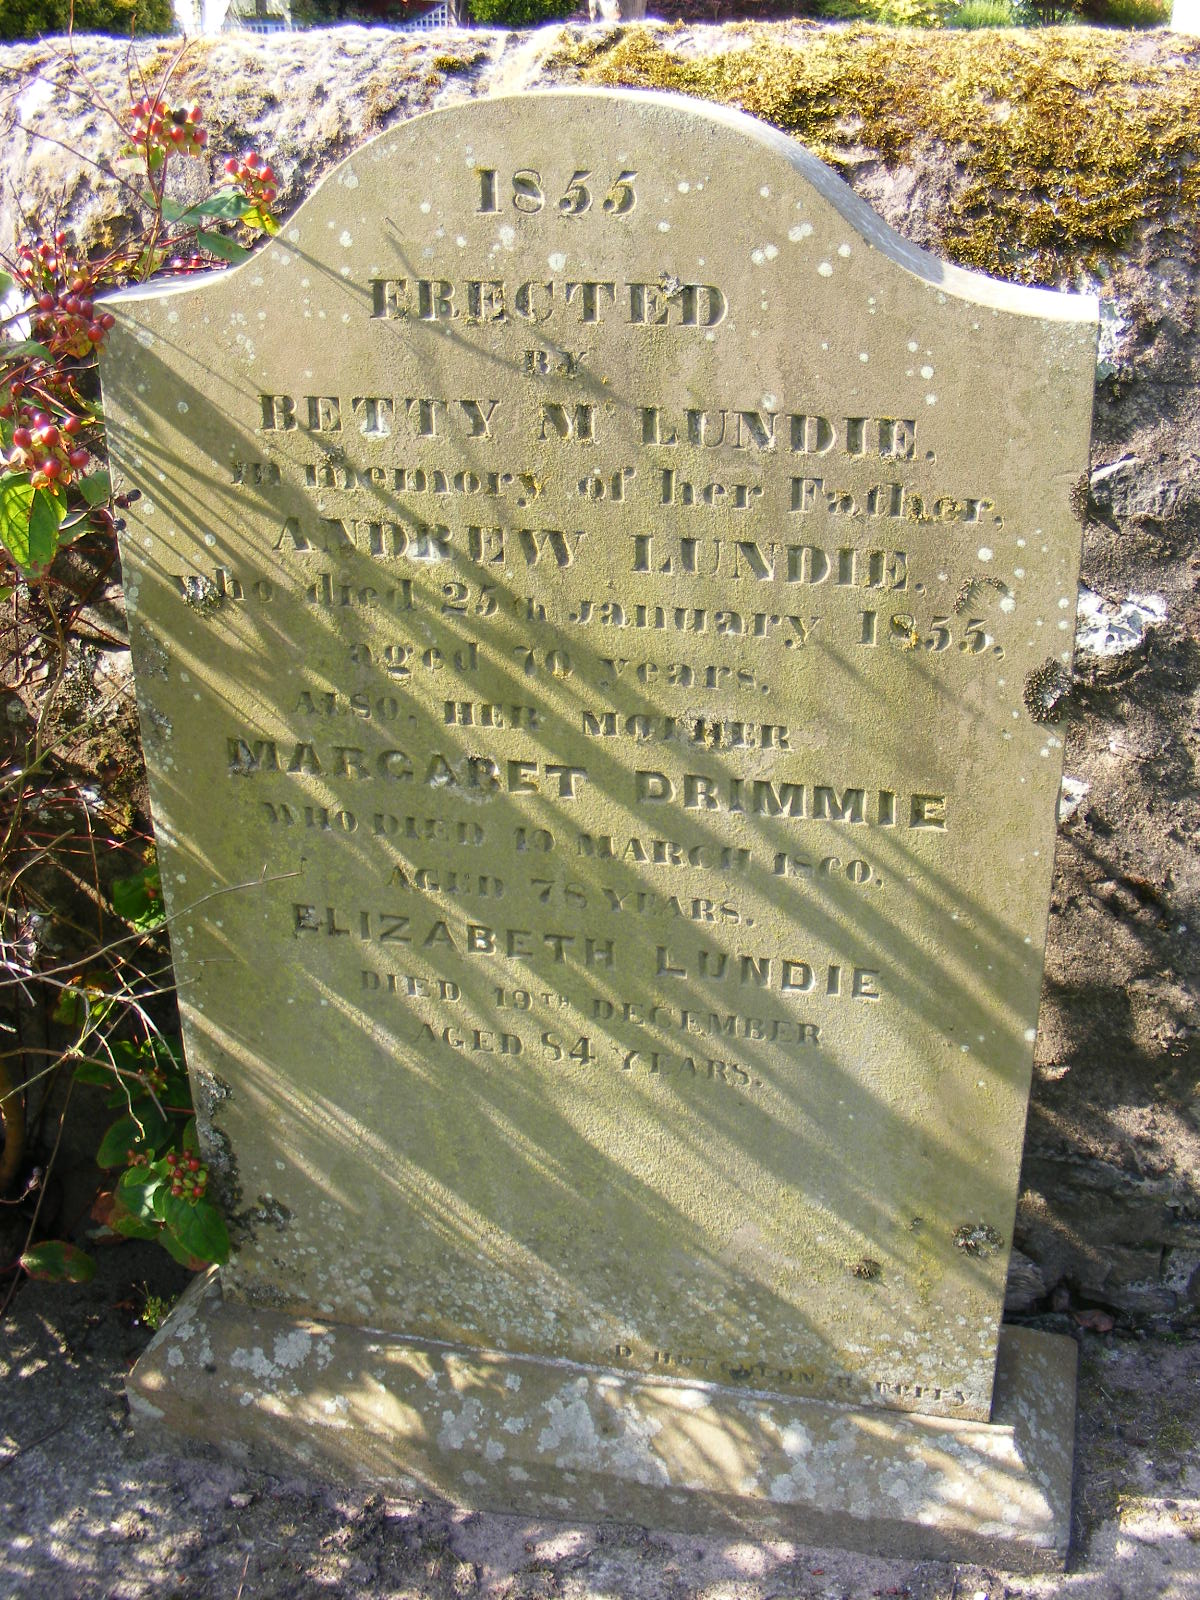 1855
ERECTED
BY
BETTY Mc LUNDIE.
in memory of her Father,
ANDREW LUNDIE.
who died 25th January 1855,
aged 70 years.
ALSO, HER MOTHER
MARGARET DRIMMIE
WHO DIED 19 MARCH 1860,
AGED 78 YEARS.
ELIZABETH LUNDIE
DIED 19TH DECEMBER
AGED 84 YEARS.
D